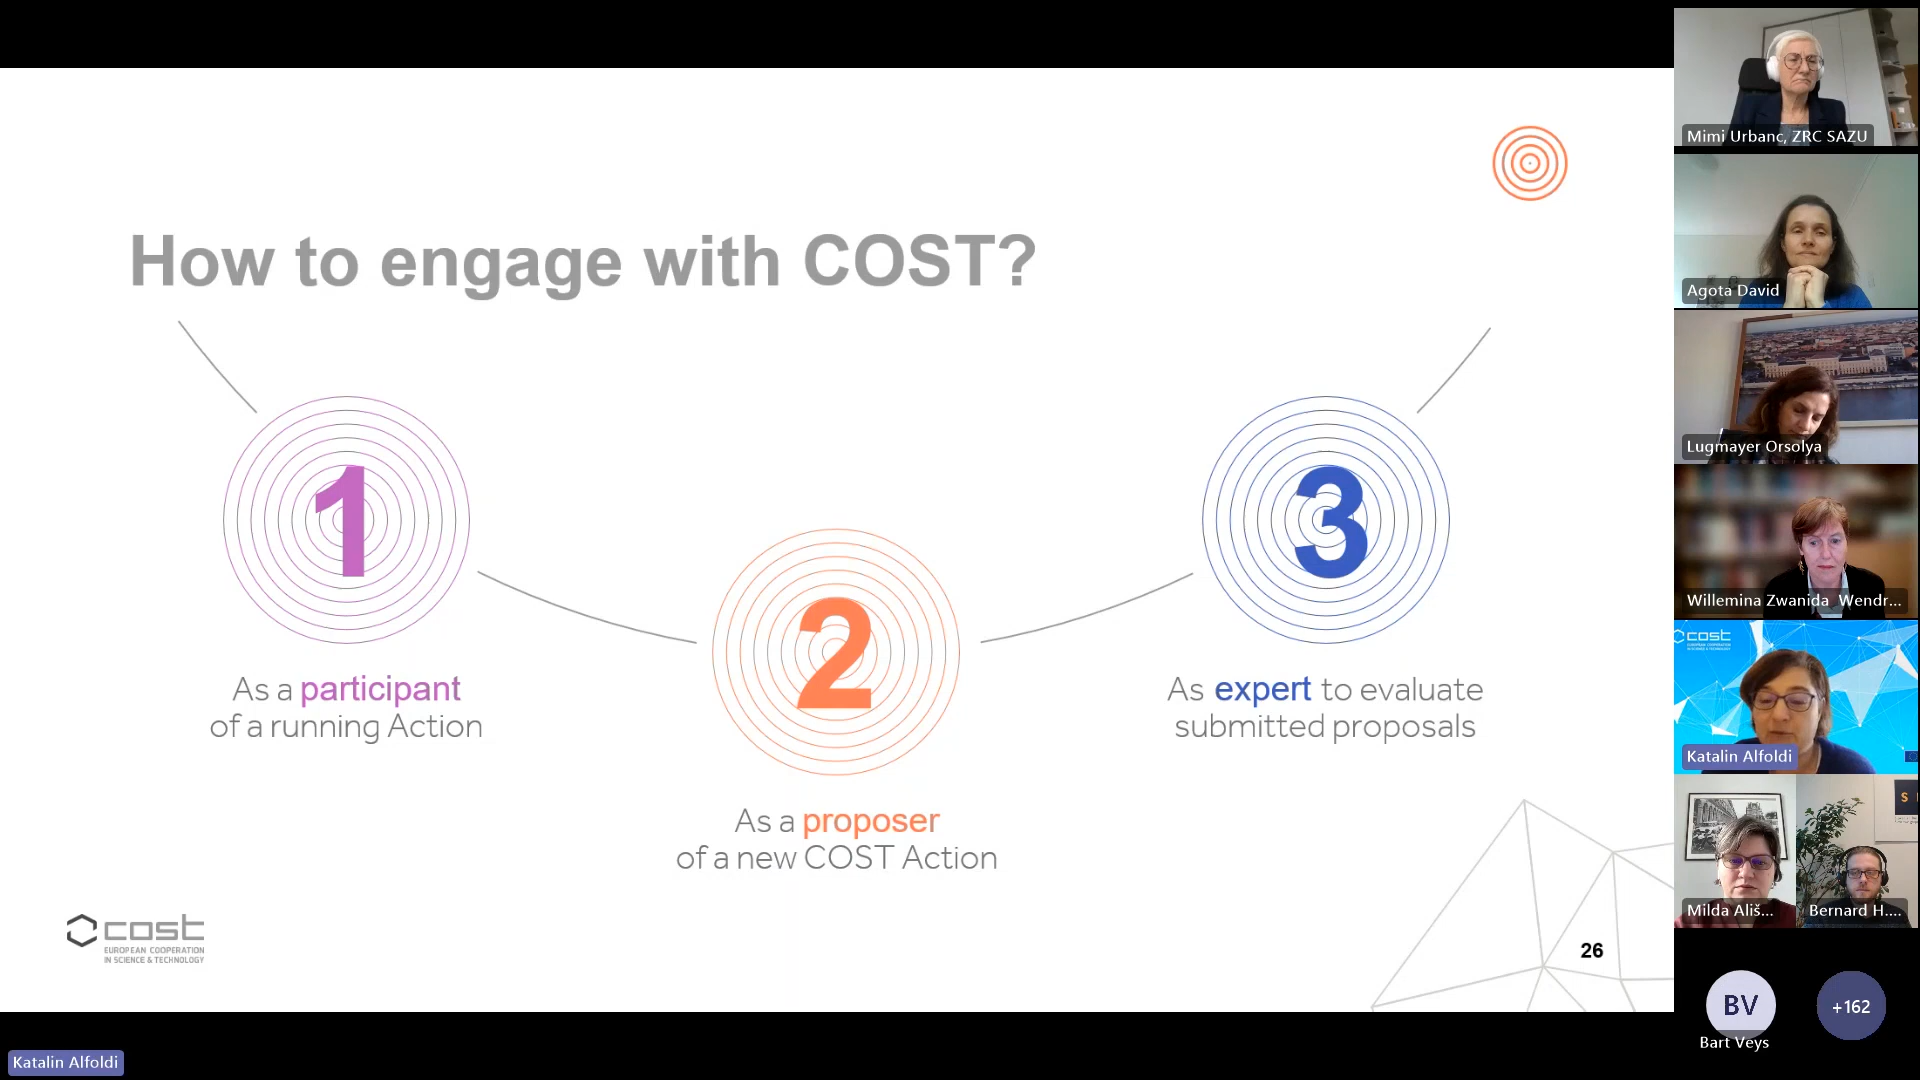 How to engage with COST?
1
As a participant
of a running Action
2
As a proposer
of a new COST Action
3
As expert to evaluate
submitted proposals
cost
EUROPEAN COOPERATION
IN SCIENCE & TECHNOLOGY
26
Katalin Alfoldi
Mimi Urbanc, ZRC SAZU
Agota David
Lugmayer Orsolya
Willemina Zwanida Wendr...
cost
Katalin Alfoldi
Milda Ališ...
Bernard H....
BV
Bart Veys
+162